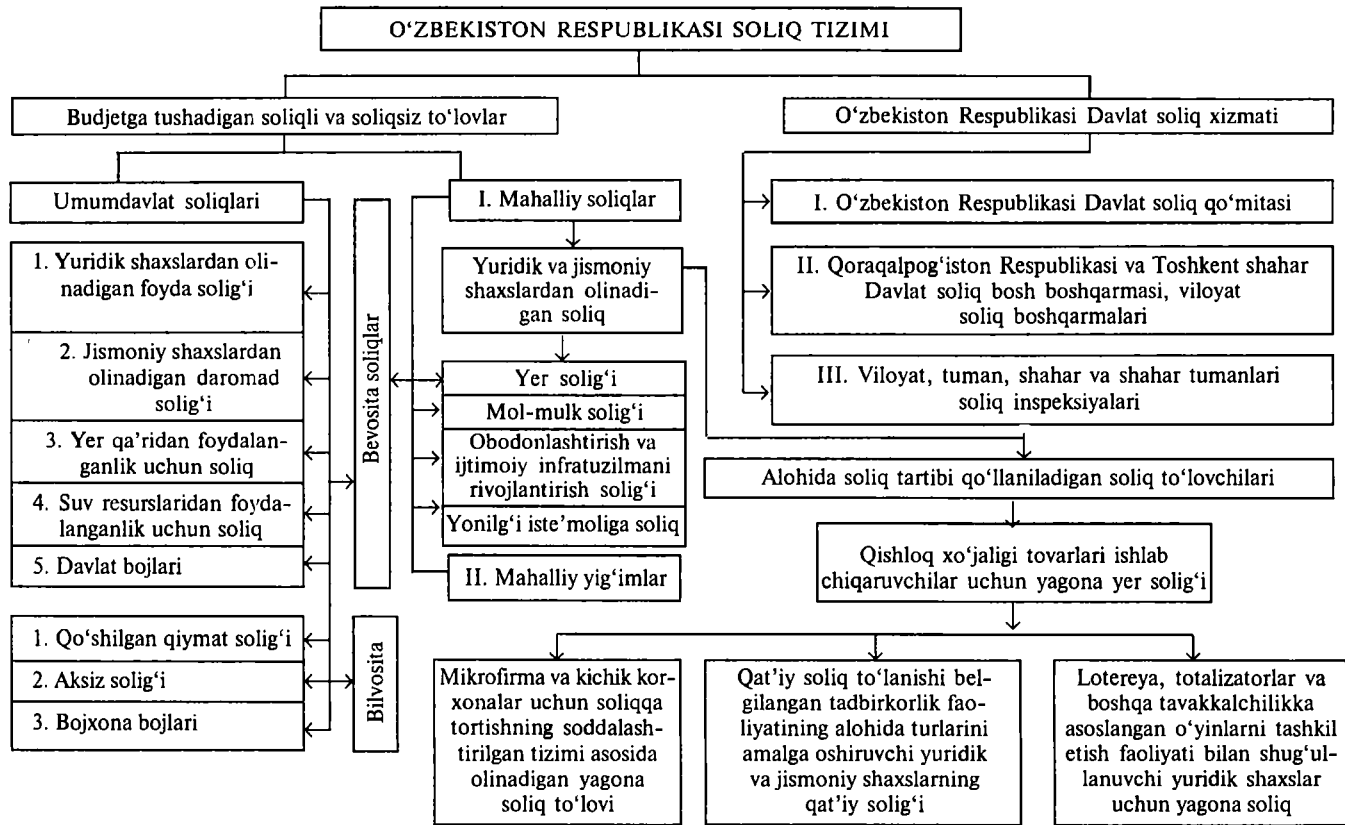 O‘ZBEKISTON RESPUBLIKASI SOLIQ TIZIMI
Budjetga tushadigan soliqli va soliqsiz to‘lovlar
O‘zbekiston Respublikasi Davlat soliq xizmati
Umumdavlat soliqlari
1. Yuridik shaxslardan oli-
nadigan foyda solig‘i
2. Jismoniy shaxslardan
olinadigan daromad
solig‘i
3. Yer qa’ridan foydalan-
ganlik uchun soliq
4. Suv resurslaridan foyda-
langanlik uchun soliq
5. Davlat bojlari
1. Qo‘shilgan qiymat solig‘i
2. Aksiz solig‘i
3. Bojxona bojlari
Bevosita soliqlar
Bilvosita
I. Mahalliy soliqlar
Yuridik va jismoniy
shaxslardan olinadi-
gan soliq
Yer solig‘i
Mol-mulk solig‘i
Obodonlashtirish va
ijtimoiy infratuzilmani
rivojlantirish solig‘i
Yonilg‘i iste’moliga soliq
II. Mahalliy yig‘imlar
I. O‘zbekiston Respublikasi Davlat soliq qo‘mitasi
II. Qoraqalpog‘iston Respublikasi va Toshkent shahar
Davlat soliq bosh boshqarmasi, viloyat
soliq boshqarmalari
III. Viloyat, tuman, shahar va shahar tumanlari
soliq inspeksiyalari
Alohida soliq tartibi qo‘llaniladigan soliq to‘lovchilari
Qishloq xo‘jaligi tovarlari ishlab
chiqaruvchilar uchun yagona yer solig‘i
Mikrofirma va kichik kor-
xonalar uchun soliqqa
tortishning soddalash-
tirilgan tizimi asosida
olinadigan yagona
soliq to‘lovi
Qat’iy soliq to‘lanishi bel-
gilangan tadbirkorlik fao-
liyatining alohida turlarini
amalga oshiruvchi yuridik
va jismoniy shaxslarning
qat’iy solig‘i
Lotereya, totalizatorlar va
boshqa tavakkalchilikka
asoslangan o‘yinlarni tashkil
etish faoliyati bilan shug‘ul-
lanuvchi yuridik shaxslar
uchun yagona soliq